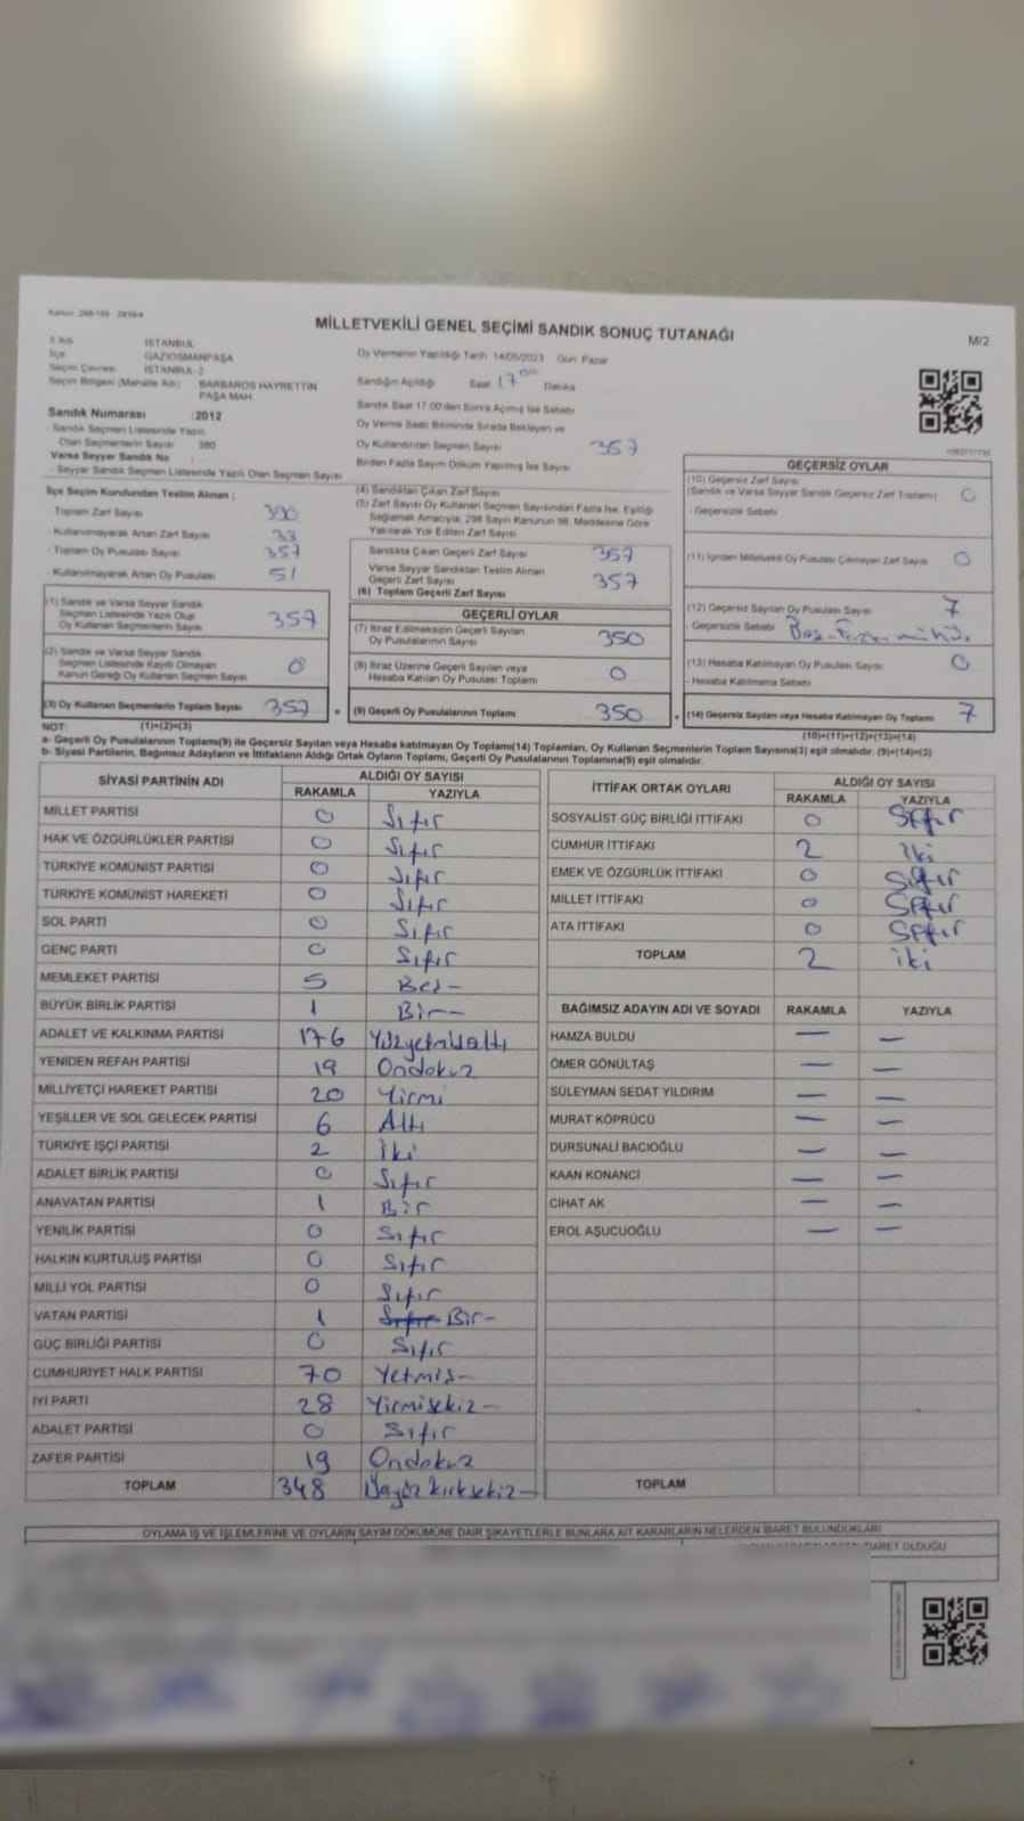 MİLLETVEKİLİ GENEL SEÇİMİ SANDIK SONUÇ TUTANAĞI
M/2
İSTANBUL
GAZİOSMANPAŞA
Seçim Çevresi İSTANBUL-2
Seçim Bölgesi (Mahalle Adı) BARBAROS HAYRETTİN PAŞA MAH.
Sandık Numarası :2012
Sandık Seçmen Listesinde Yazılı Olan Seçmenlerin Sayısı 380
Varsa Seyyar Sandık No
Seyyar Sandık Seçmen Listesinde Yazılı Olan Seçmen Sayısı
Oy Vermenin Yapıldığı Tarih 14/05/2023 Gün Pazar
Sandığın Açıldığı Saat 17 00 Dakika
Sandık Saat 17.00'den Sonra Açılmış İse Sebebi
Oy Verme Saati Bitiminde Sırada Bekleyen ve
Oy Kullandırılan Seçmen Sayısı 357
Birden Fazla Sayım Döküm Yapılmış İse Sayısı
İlçe Seçim Kurulundan Teslim Alınan :
Toplam Zarf Sayısı 390
Kullanılmayarak Artan Zarf Sayısı 33
Toplam Oy Pusulası Sayısı 357
Kullanılmayarak Artan Oy Pusulası 51
(1) Sandık ve Varsa Seyyar Sandık Seçmen Listesinde Yazılı Olup Oy Kullanan Seçmenlerin Sayısı 357
(2) Sandık ve Varsa Seyyar Sandık Seçmen Listesinde Kayıtlı Olmayan Kanun Gereği Oy Kullanan Seçmen Sayısı 0
(3) Oy Kullanan Seçmenlerin Toplam Sayısı 357
(1)+(2)=(3)
(4) Sandıktan Çıkan Zarf Sayısı
(5) Zarf Sayısı Oy Kullanan Seçmen Sayısından Fazla İse, Eşitliği Sağlamak Amacıyla, 298 Sayılı Kanunun 98. Maddesine Göre Yakılarak Yok Edilen Zarf Sayısı
Sandıkta Çıkan Geçerli Zarf Sayısı 357
Varsa Seyyar Sandıktan Teslim Alınan Geçerli Zarf Sayısı
(6) Toplam Geçerli Zarf Sayısı 357
GEÇERLİ OYLAR
(7) İtiraz Edilmeksizin Geçerli Sayılan Oy Pusulalarının Sayısı 350
(8) İtiraz Üzerine Geçerli Sayılan veya Hesaba Katılan Oy Pusulası Toplamı 0
(9) Geçerli Oy Pusulalarının Toplamı 350
GEÇERSİZ OYLAR
(10) Geçersiz Zarf Sayısı
(Sandık ve Varsa Seyyar Sandık Geçersiz Zarf Toplamı) 0
Geçersizlik Sebebi
(11) İçinden Milletvekili Oy Pusulası Çıkmayan Zarf Sayısı 0
(12) Geçersiz Sayılan Oy Pusulası Sayısı 7
Geçersizlik Sebebi
(13) Hesaba Katılmayan Oy Pusulası Sayısı 0
Hesaba Katılmama Sebebi
(14) Geçersiz Sayılan veya Hesaba Katılmayan Oy Toplamı 7
(10)+(11)+(12)+(13)=(14)
NOT:
a- Geçerli Oy Pusulalarının Toplamı(9) ile Geçersiz Sayılan veya Hesaba katılmayan Oy Toplamı(14) Toplamları, Oy Kullanan Seçmenlerin Toplam Sayısına(3) eşit olmalıdır. (9)+(14)=(3)
b- Siyasi Partilerin, Bağımsız Adayların ve İttifakların Aldığı Ortak Oyların Toplamı, Geçerli Oy Pusulalarının Toplamına(9) eşit olmalıdır.
SİYASİ PARTİNİN ADI ALDIĞI OY SAYISI
RAKAMLA YAZIYLA
MİLLET PARTİSİ 0 Sıfır
HAK VE ÖZGÜRLÜKLER PARTİSİ 0 Sıfır
TÜRKİYE KOMÜNİST PARTİSİ 0 Sıfır
TÜRKİYE KOMÜNİST HAREKETİ 0 Sıfır
SOL PARTİ 0 Sıfır
GENÇ PARTİ 0 Sıfır
MEMLEKET PARTİSİ 5 Beş-
BÜYÜK BİRLİK PARTİSİ 1 Bir-
ADALET VE KALKINMA PARTİSİ 176 Yüzyetmişaltı
YENİDEN REFAH PARTİSİ 19 Ondokuz
MİLLİYETÇİ HAREKET PARTİSİ 20 Yirmi
YEŞİLLER VE SOL GELECEK PARTİSİ 6 Altı
TÜRKİYE İŞÇİ PARTİSİ 2 İki
ADALET BİRLİK PARTİSİ 0 Sıfır
ANAVATAN PARTİSİ 1 Bir
YENİLİK PARTİSİ 0 Sıfır
HALKIN KURTULUŞ PARTİSİ 0 Sıfır
MİLLİ YOL PARTİSİ 0 Sıfır
VATAN PARTİSİ 1 Sıfır Bir-
GÜÇ BİRLİĞİ PARTİSİ 0 Sıfır
CUMHURİYET HALK PARTİSİ 70 Yetmiş-
İYİ PARTİ 28 Yirmisekiz-
ADALET PARTİSİ 0 Sıfır
ZAFER PARTİSİ 19 Ondokuz
TOPLAM 348 Üçyüzkırksekiz-
İTTİFAK ORTAK OYLARI ALDIĞI OY SAYISI
RAKAMLA YAZIYLA
SOSYALİST GÜÇ BİRLİĞİ İTTİFAKI 0 Sıfır
CUMHUR İTTİFAKI 2 İki
EMEK VE ÖZGÜRLÜK İTTİFAKI 0 Sıfır
MİLLET İTTİFAKI 0 Sıfır
ATA İTTİFAKI 0 Sıfır
TOPLAM 2 iki
BAĞIMSIZ ADAYIN ADI VE SOYADI RAKAMLA YAZIYLA
HAMZA BULDU — —
ÖMER GÖNÜLTAŞ — —
SÜLEYMAN SEDAT YILDIRIM — —
MURAT KÖPRÜCÜ — —
DURSUNALİ BACIOĞLU — —
KAAN KONANCİ — —
CİHAT AK — —
EROL AŞUCUOĞLU — —
TOPLAM
OYLAMA İŞ VE İŞLEMLERİNE VE OYLARIN SAYIM DÖKÜMÜNE DAİR ŞİKAYETLERLE BUNLARA AİT KARARLARIN NELERDEN İBARET BULUNDUKLARI
İBARET OLDUĞU